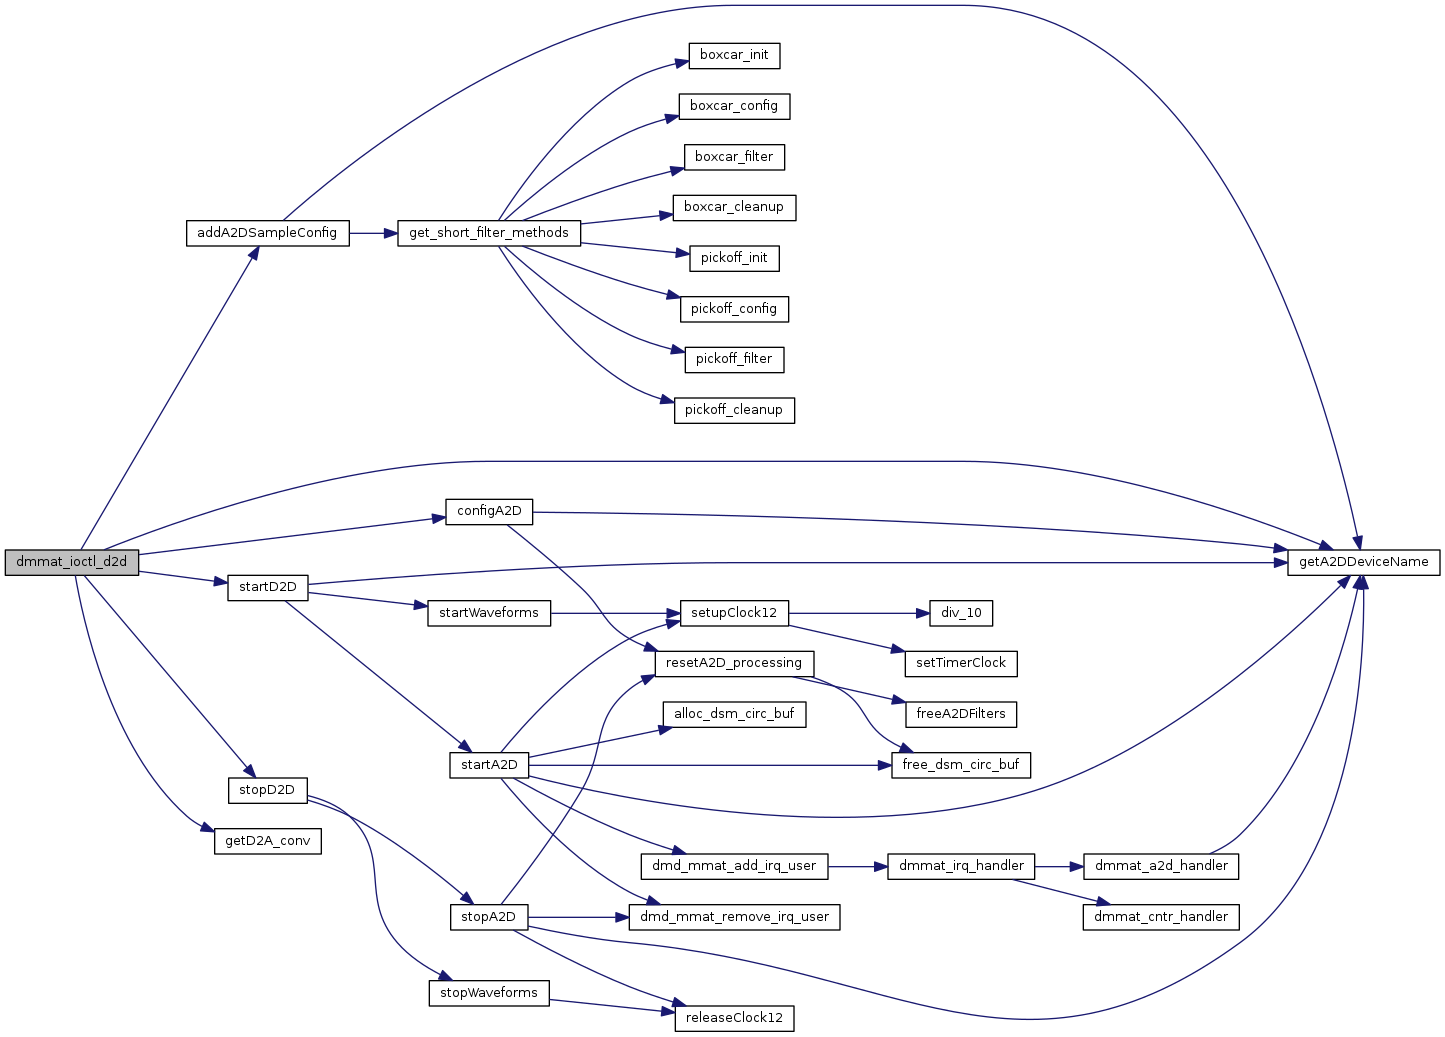 boxcar_init
boxcar_config
boxcar_filter
boxcar_cleanup
addA2DSampleConfig
get_short_filter_methods
pickoff_init
pickoff_config
pickoff_filter
pickoff_cleanup
configA2D
dmmat_ioctl_d2d
getA2DDeviceName
startD2D
startWaveforms
setupClock12
div_10
resetA2D_processing
setTimerClock
alloc_dsm_circ_buf
freeA2DFilters
startA2D
free_dsm_circ_buf
stopD2D
getD2A_conv
dmd_mmat_add_irq_user
dmmat_irq_handler
dmmat_a2d_handler
stopA2D
dmd_mmat_remove_irq_user
dmmat_cntr_handler
stopWaveforms
releaseClock12